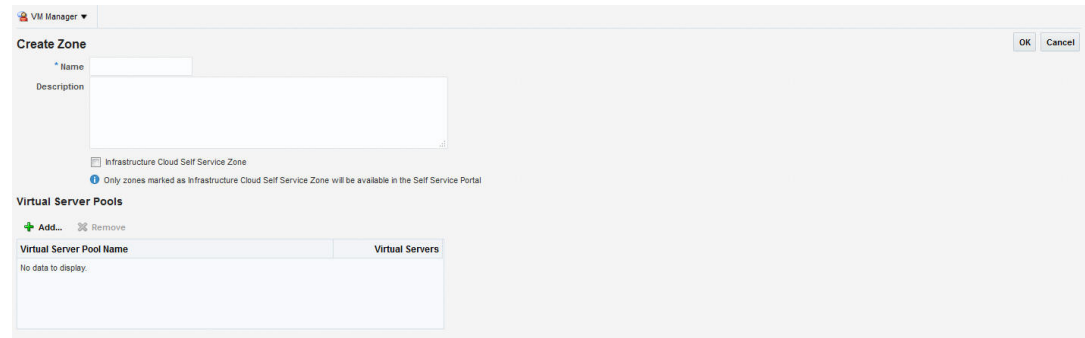 VM Manager
Create Zone
OK Cancel
* Name
Description
Infrastructure Cloud Self Service Zone
Only zones marked as Infrastructure Cloud Self Service Zone will be available in the Self Service Portal
Virtual Server Pools
Add... Remove
Virtual Server Pool Name Virtual Servers
No data to display.